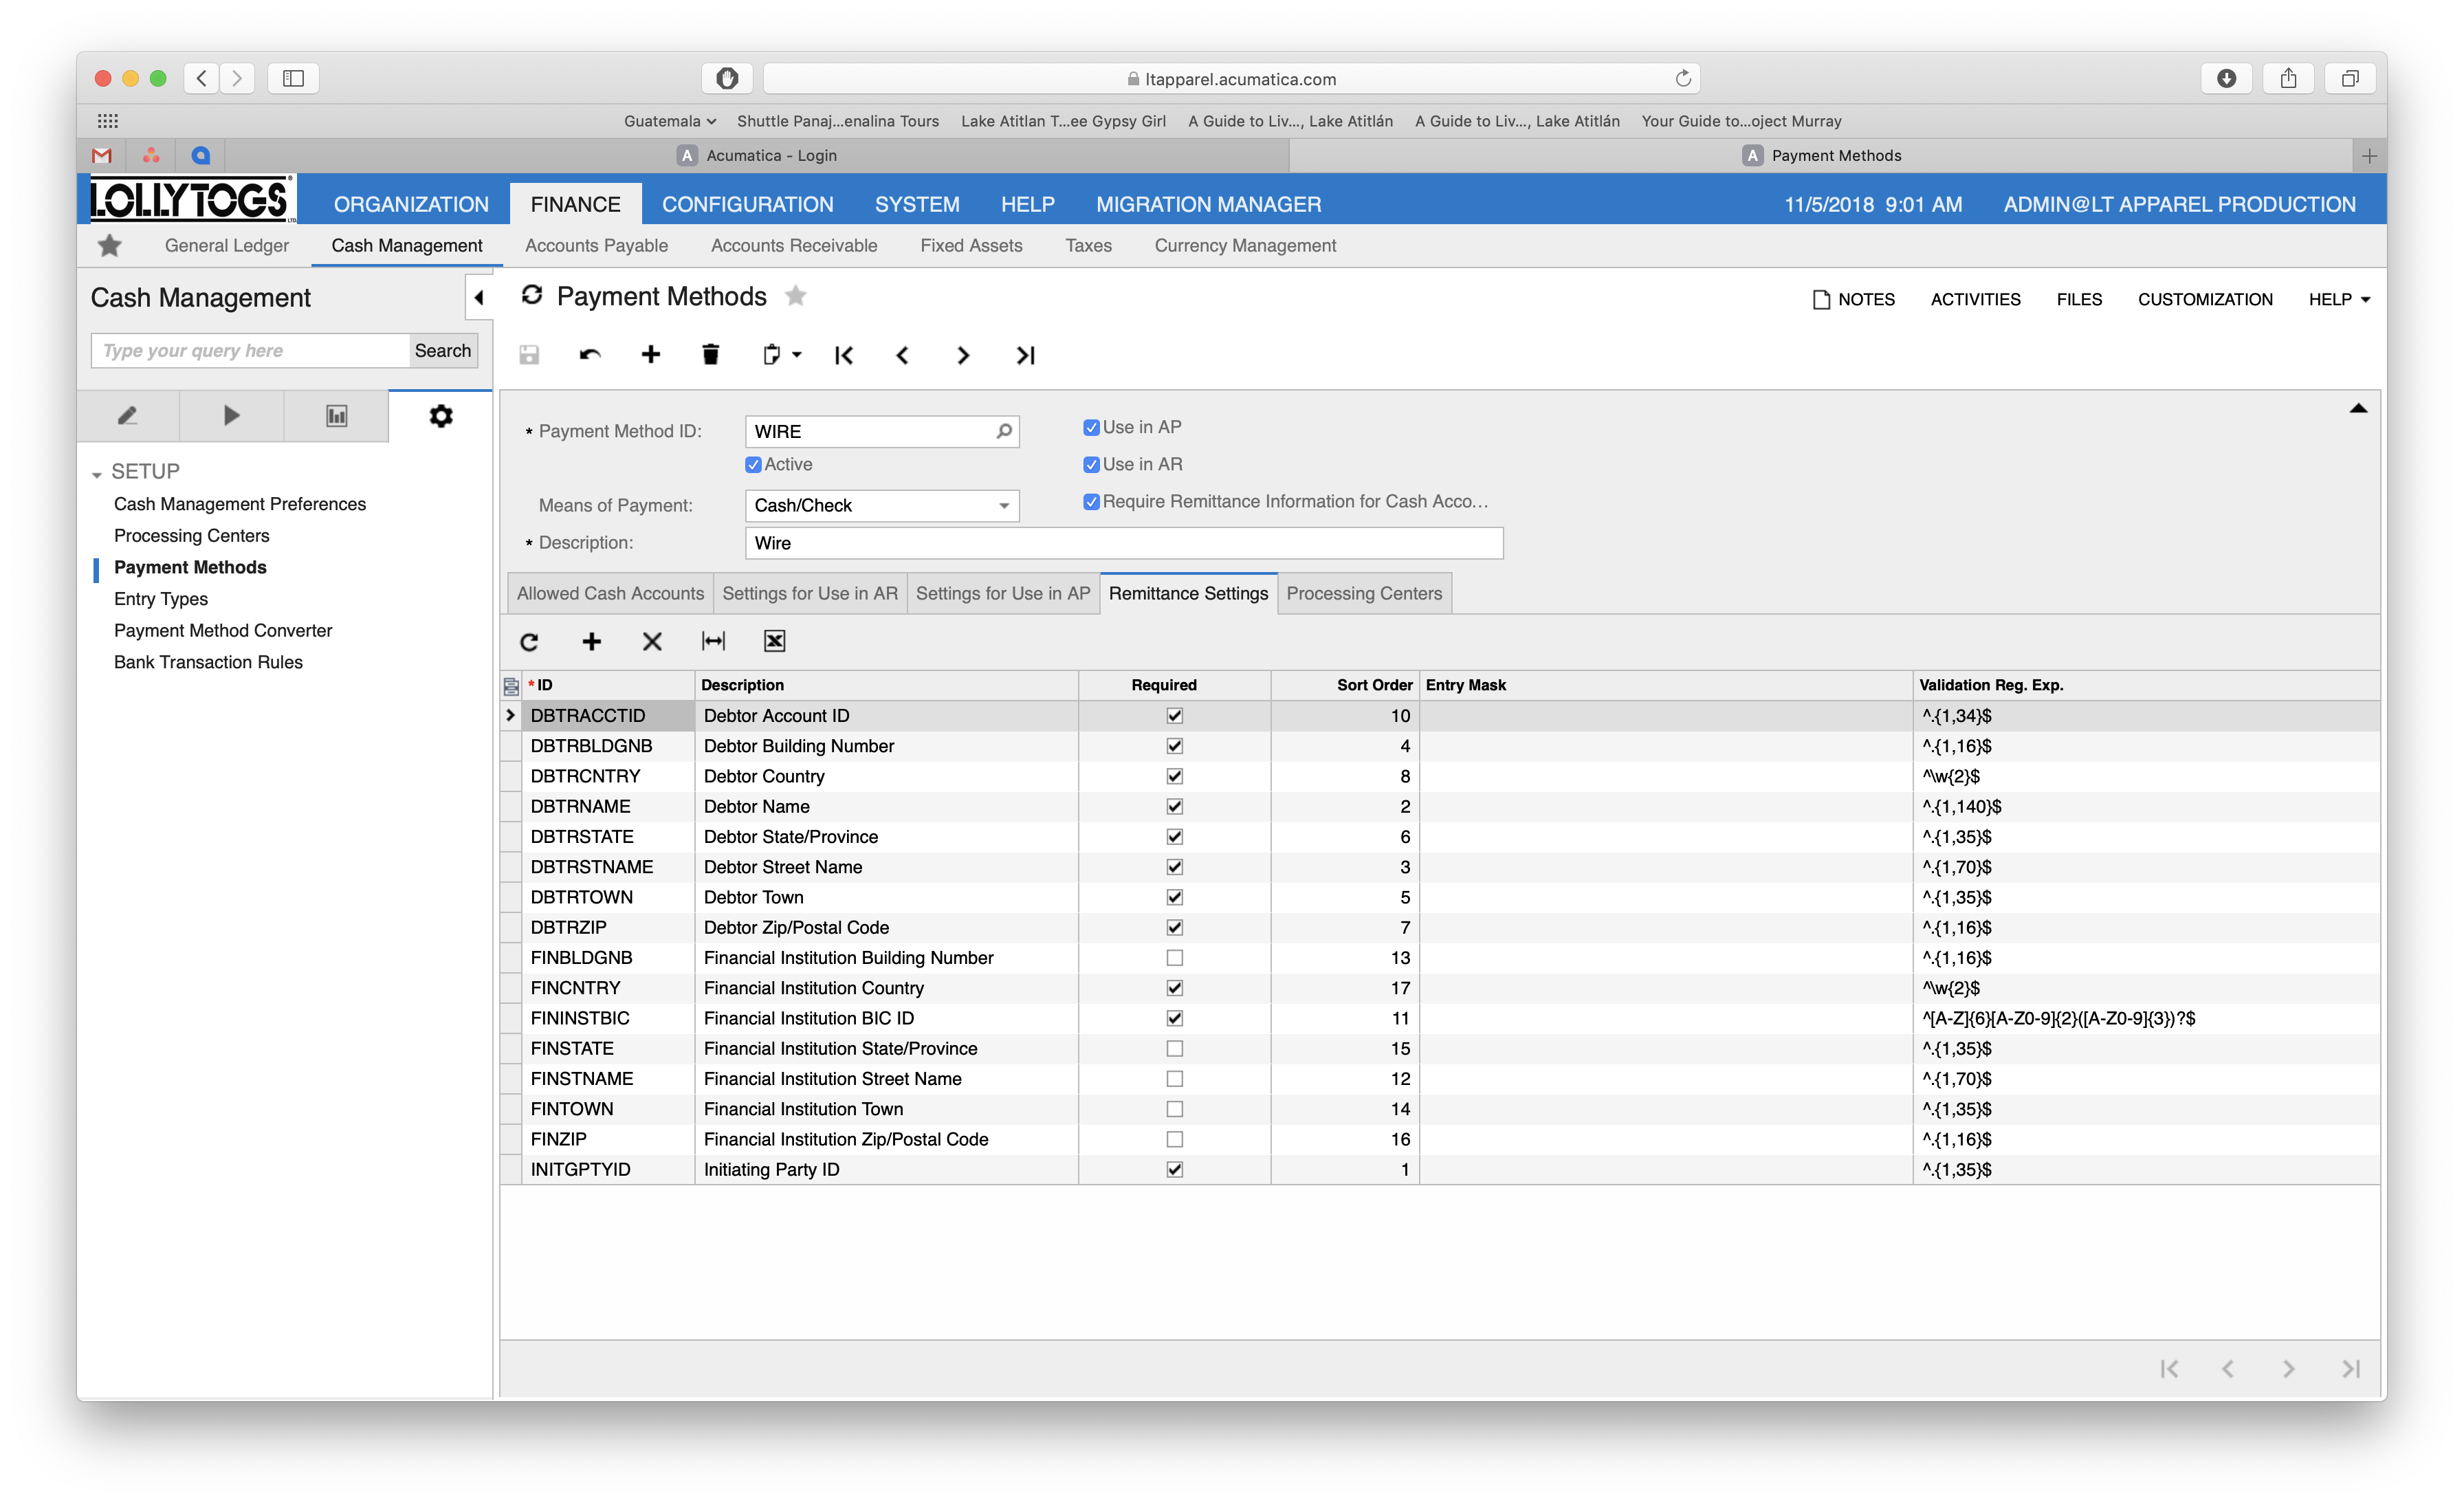 ltapparel.acumatica.com
Guatemala Shuttle Panaj...enalina Tours Lake Atitlan T...ee Gypsy Girl A Guide to Liv..., Lake Atitlán A Guide to Liv..., Lake Atitlán Your Guide to...oject Murray
A Acumatica - Login A Payment Methods
LOLLYTOGS® LTD. ORGANIZATION FINANCE CONFIGURATION SYSTEM HELP MIGRATION MANAGER 11/5/2018 9:01 AM ADMIN@LT APPAREL PRODUCTION
General Ledger Cash Management Accounts Payable Accounts Receivable Fixed Assets Taxes Currency Management
Cash Management
Type your query here Search
SETUP
Cash Management Preferences
Processing Centers
Payment Methods
Entry Types
Payment Method Converter
Bank Transaction Rules
Payment Methods NOTES ACTIVITIES FILES CUSTOMIZATION HELP
* Payment Method ID: WIRE Use in AP
Active Use in AR
Means of Payment: Cash/Check Require Remittance Information for Cash Acco...
* Description: Wire
Allowed Cash Accounts Settings for Use in AR Settings for Use in AP Remittance Settings Processing Centers
* ID Description Required Sort Order Entry Mask Validation Reg. Exp.
DBTRACCTID Debtor Account ID 10 ^.{1,34}$
DBTRBLDGNB Debtor Building Number 4 ^.{1,16}$
DBTRCNTRY Debtor Country 8 ^\w{2}$
DBTRNAME Debtor Name 2 ^.{1,140}$
DBTRSTATE Debtor State/Province 6 ^.{1,35}$
DBTRSTNAME Debtor Street Name 3 ^.{1,70}$
DBTRTOWN Debtor Town 5 ^.{1,35}$
DBTRZIP Debtor Zip/Postal Code 7 ^.{1,16}$
FINBLDGNB Financial Institution Building Number 13 ^.{1,16}$
FINCNTRY Financial Institution Country 17 ^\w{2}$
FININSTBIC Financial Institution BIC ID 11 ^[A-Z]{6}[A-Z0-9]{2}([A-Z0-9]{3})?$
FINSTATE Financial Institution State/Province 15 ^.{1,35}$
FINSTNAME Financial Institution Street Name 12 ^.{1,70}$
FINTOWN Financial Institution Town 14 ^.{1,35}$
FINZIP Financial Institution Zip/Postal Code 16 ^.{1,16}$
INITGPTYID Initiating Party ID 1 ^.{1,35}$